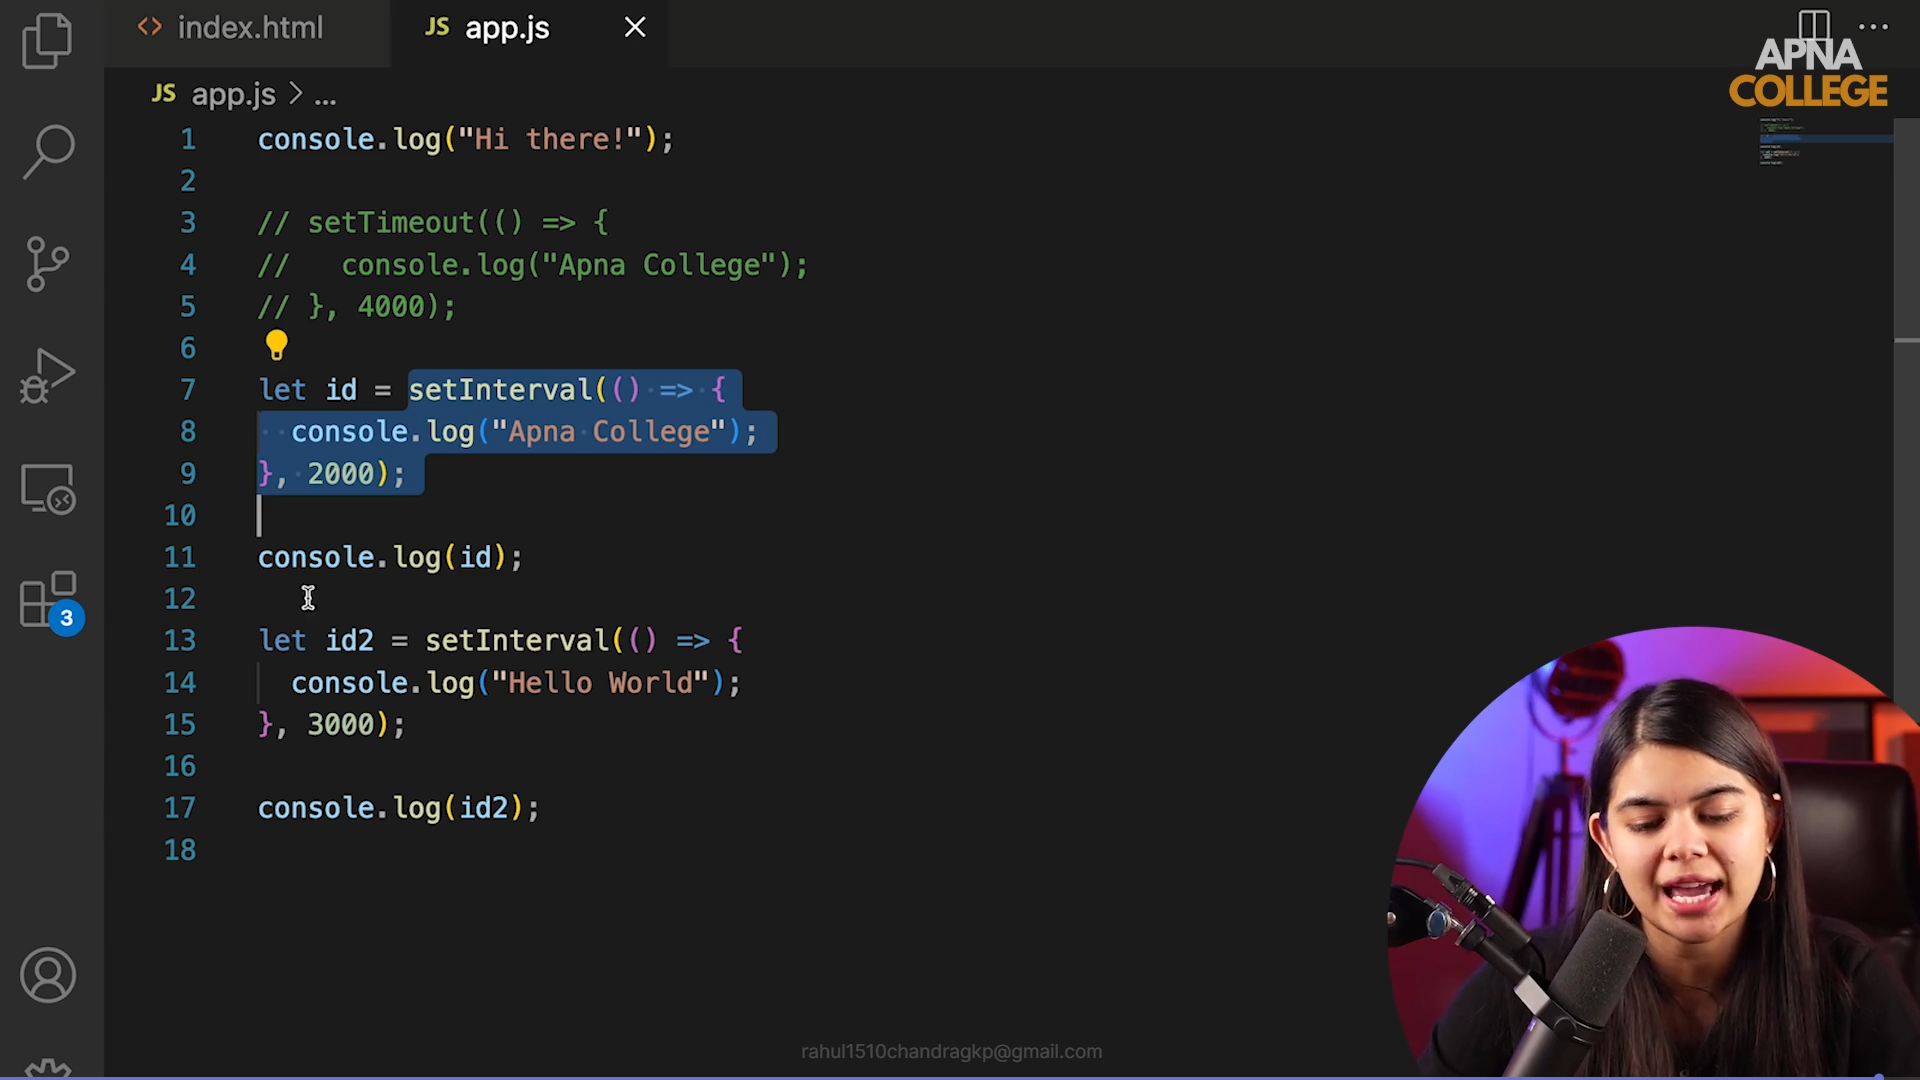 index.html
JS app.js
APNA
COLLEGE
JS app.js > ...
1 console.log("Hi there!");
2
3 // setTimeout(() => {
4 //   console.log("Apna College");
5 // }, 4000);
6
7 let id = setInterval(() => {
8   console.log("Apna College");
9 }, 2000);
10
11 console.log(id);
12
13 let id2 = setInterval(() => {
14   console.log("Hello World");
15 }, 3000);
16
17 console.log(id2);
18
3
rahul1510chandragkp@gmail.com